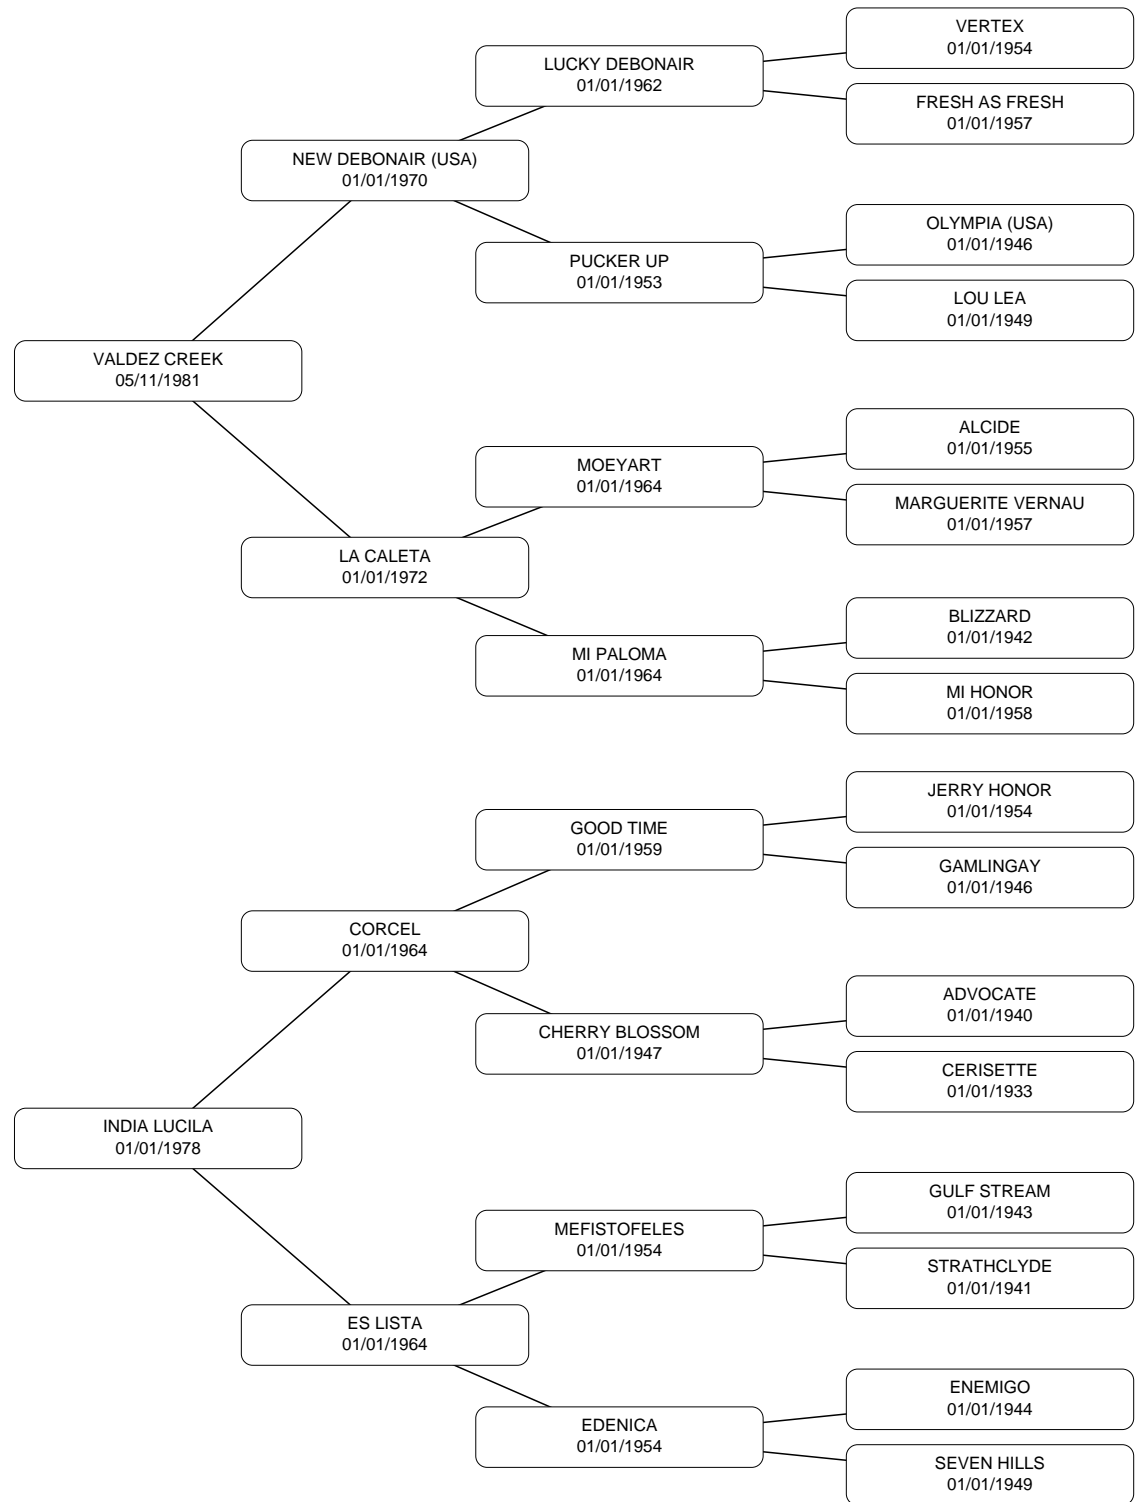 VERTEX
01/01/1954
LUCKY DEBONAIR
01/01/1962
FRESH AS FRESH
01/01/1957
NEW DEBONAIR (USA)
01/01/1970
OLYMPIA (USA)
01/01/1946
PUCKER UP
01/01/1953
LOU LEA
01/01/1949
VALDEZ CREEK
05/11/1981
ALCIDE
01/01/1955
MOEYART
01/01/1964
MARGUERITE VERNAU
01/01/1957
LA CALETA
01/01/1972
BLIZZARD
01/01/1942
MI PALOMA
01/01/1964
MI HONOR
01/01/1958
JERRY HONOR
01/01/1954
GOOD TIME
01/01/1959
GAMLINGAY
01/01/1946
CORCEL
01/01/1964
ADVOCATE
01/01/1940
CHERRY BLOSSOM
01/01/1947
CERISETTE
01/01/1933
INDIA LUCILA
01/01/1978
GULF STREAM
01/01/1943
MEFISTOFELES
01/01/1954
STRATHCLYDE
01/01/1941
ES LISTA
01/01/1964
ENEMIGO
01/01/1944
EDENICA
01/01/1954
SEVEN HILLS
01/01/1949